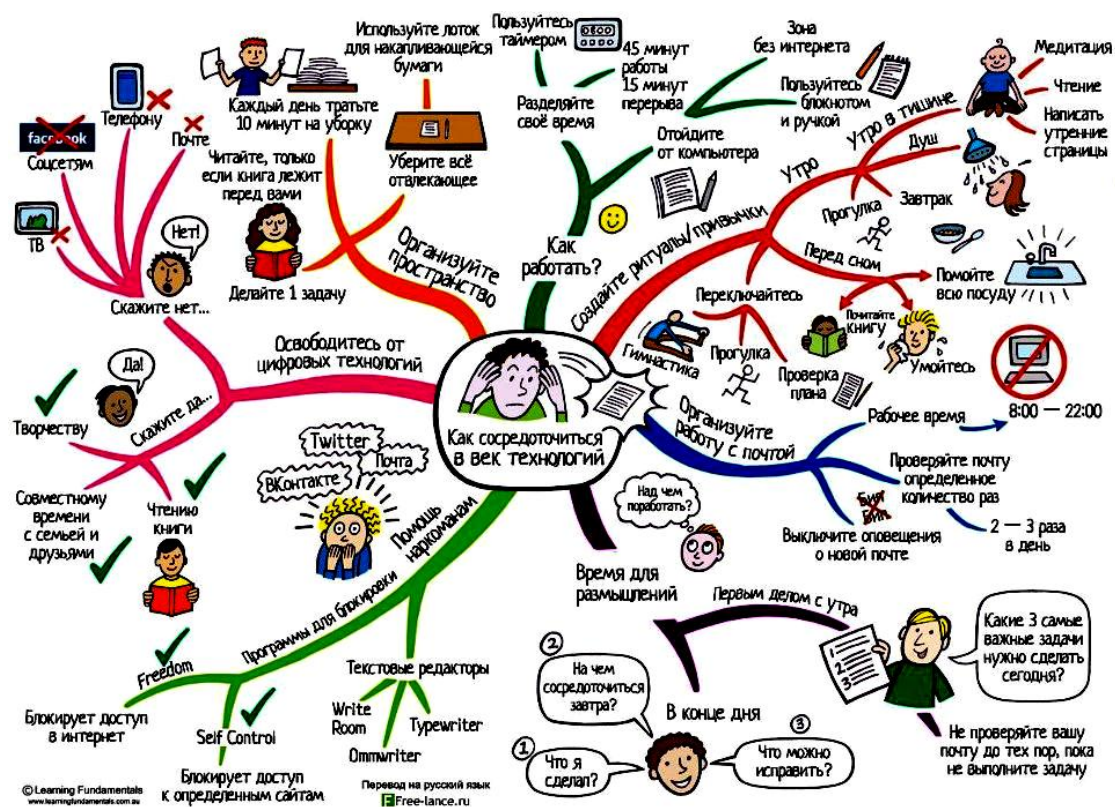 Как сосредоточиться
в век технологий
Как
работать?
Разделяйте
своё время
Пользуйтесь
таймером
45 минут
работы
15 минут
перерыва
Отойдите
от компьютера
Зона
без интернета
Пользуйтесь
блокнотом
и ручкой
Создайте ритуалы/привычки
Утро
Утро в тишине
Медитация
Чтение
Написать
утренние
страницы
Душ
Завтрак
Прогулка
Перед сном
Помойте
всю посуду
Почитайте
книгу
Умойтесь
Переключайтесь
Гимнастика
Прогулка
Проверка
плана
Организуйте
работу с почтой
Рабочее время
8:00 — 22:00
Проверяйте почту
определенное
количество раз
2 — 3 раза
в день
Выключите оповещения
о новой почте
Время для
размышлений
Над чем
поработать?
Первым делом с утра
1
2
3
Какие 3 самые
важные задачи
нужно сделать
сегодня?
Не проверяйте вашу
почту до тех пор, пока
не выполните задачу
В конце дня
1
Что я
сделал?
2
На чем
сосредоточиться
завтра?
3
Что можно
исправить?
Помощь
наркоманам
Twitter
Почта
ВКонтакте
Текстовые редакторы
Write
Room
Ommwriter
Typewriter
Программы для блокировки
Freedom
Блокирует доступ
в интернет
Self Control
Блокирует доступ
к определенным сайтам
Освободитесь от
цифровых технологий
Скажите да...
Да!
Творчеству
Совместному
времени
с семьей и
друзьями
Чтению
книги
Скажите нет...
Нет!
ТВ
facebook
Соцсетям
Телефону
Почте
Организуйте
пространство
Каждый день тратьте
10 минут на уборку
Используйте лоток
для накапливающейся
бумаги
Уберите всё
отвлекающее
Читайте, только
если книга лежит
перед вами
Делайте 1 задачу
© Learning Fundamentals
www.learningfundamentals.com.au
Перевод на русский язык
Free-lance.ru